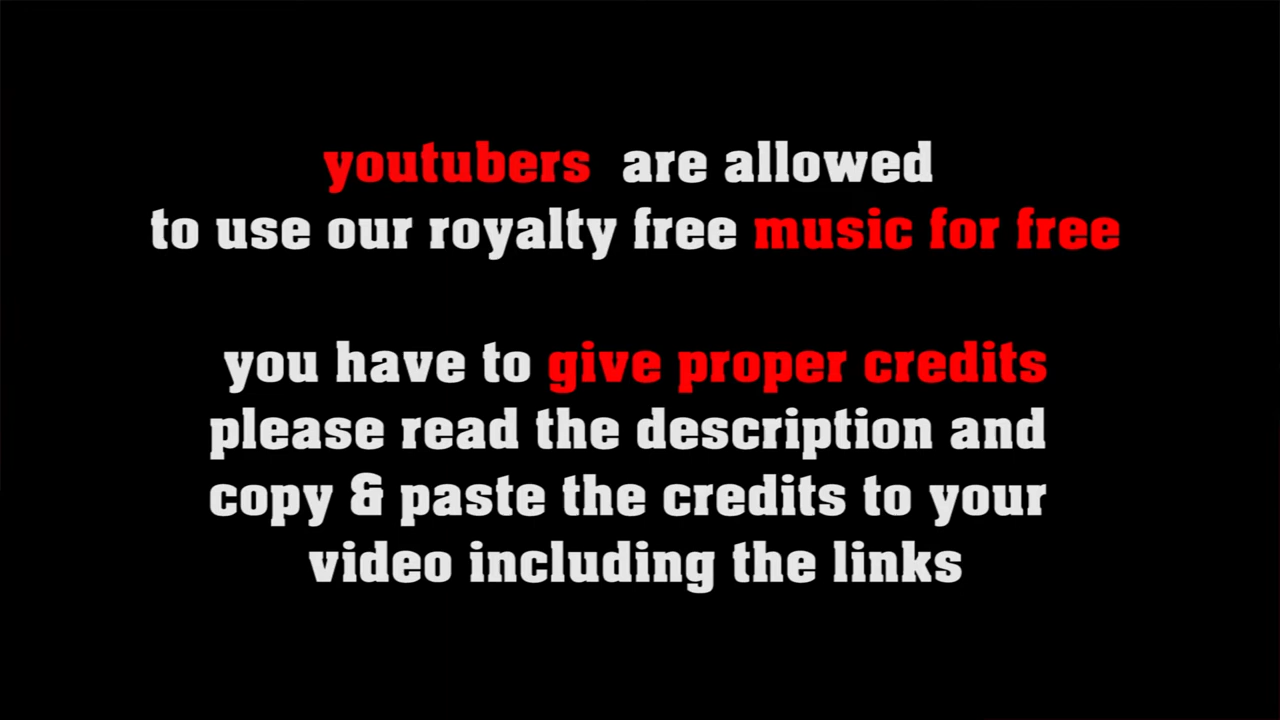 youtubers are allowed
to use our royalty free music for free
you have to give proper credits
please read the description and
copy & paste the credits to your
video including the links